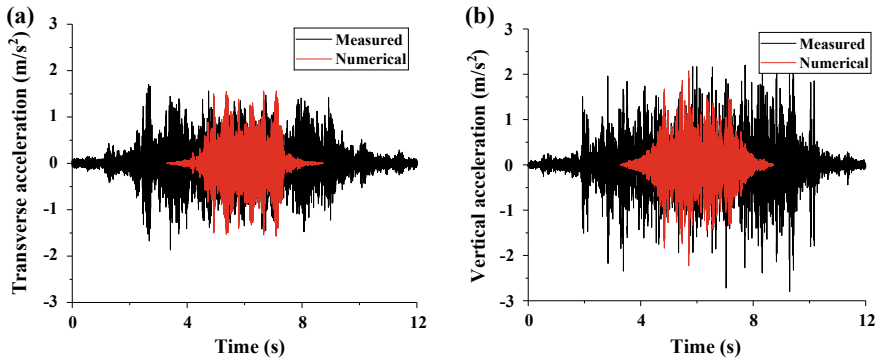 (a)
Transverse acceleration (m/s²)
3
2
1
0
-1
-2
-3
0
4
8
12
Time (s)
Measured
Numerical
(b)
Vertical acceleration (m/s²)
3
2
1
0
-1
-2
-3
0
4
8
12
Time (s)
Measured
Numerical